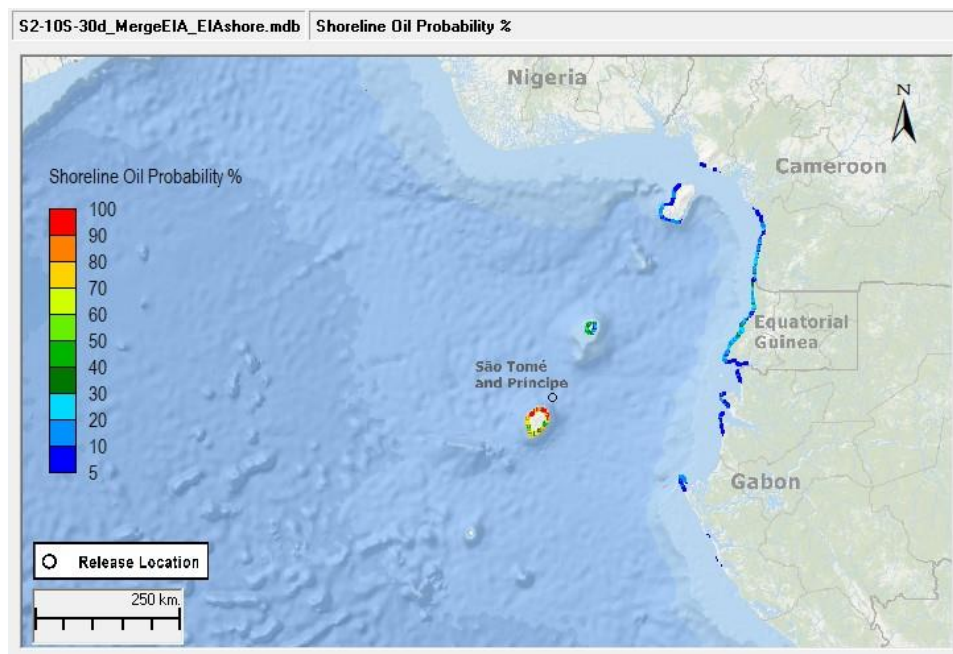 S2-10S-30d_MergeEIA_EIAshore.mdb
Shoreline Oil Probability %
Nigeria
N
Cameroon
Shoreline Oil Probability %
100
90
80
70
60
50
40
30
20
10
5
Equatorial
Guinea
São Tomé
and Príncipe
Gabon
Release Location
250 km.